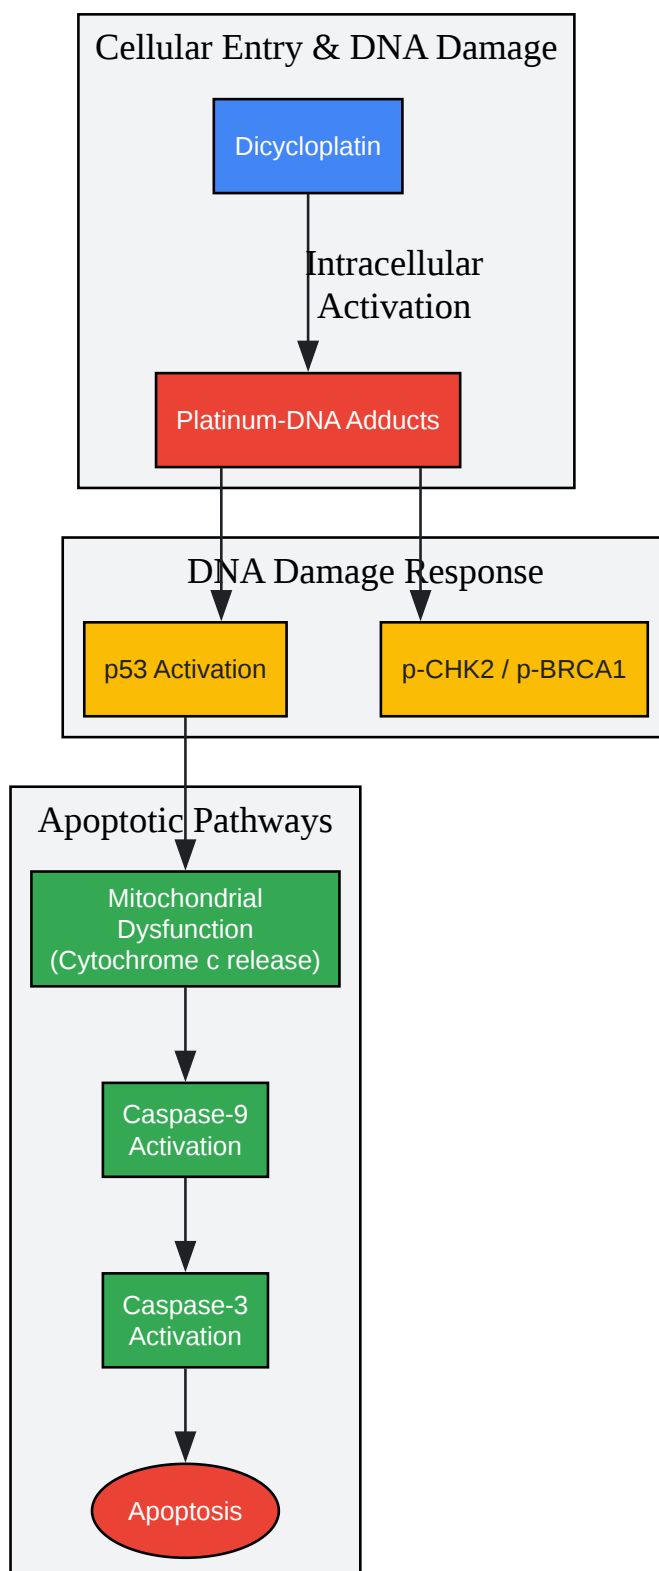 Cellular Entry & DNA Damage
Dicycloplatin
Intracellular
Activation
Platinum-DNA Adducts
DNA Damage Response
p53 Activation
p-CHK2 / p-BRCA1
Apoptotic Pathways
Mitochondrial
Dysfunction
(Cytochrome c release)
Caspase-9
Activation
Caspase-3
Activation
Apoptosis